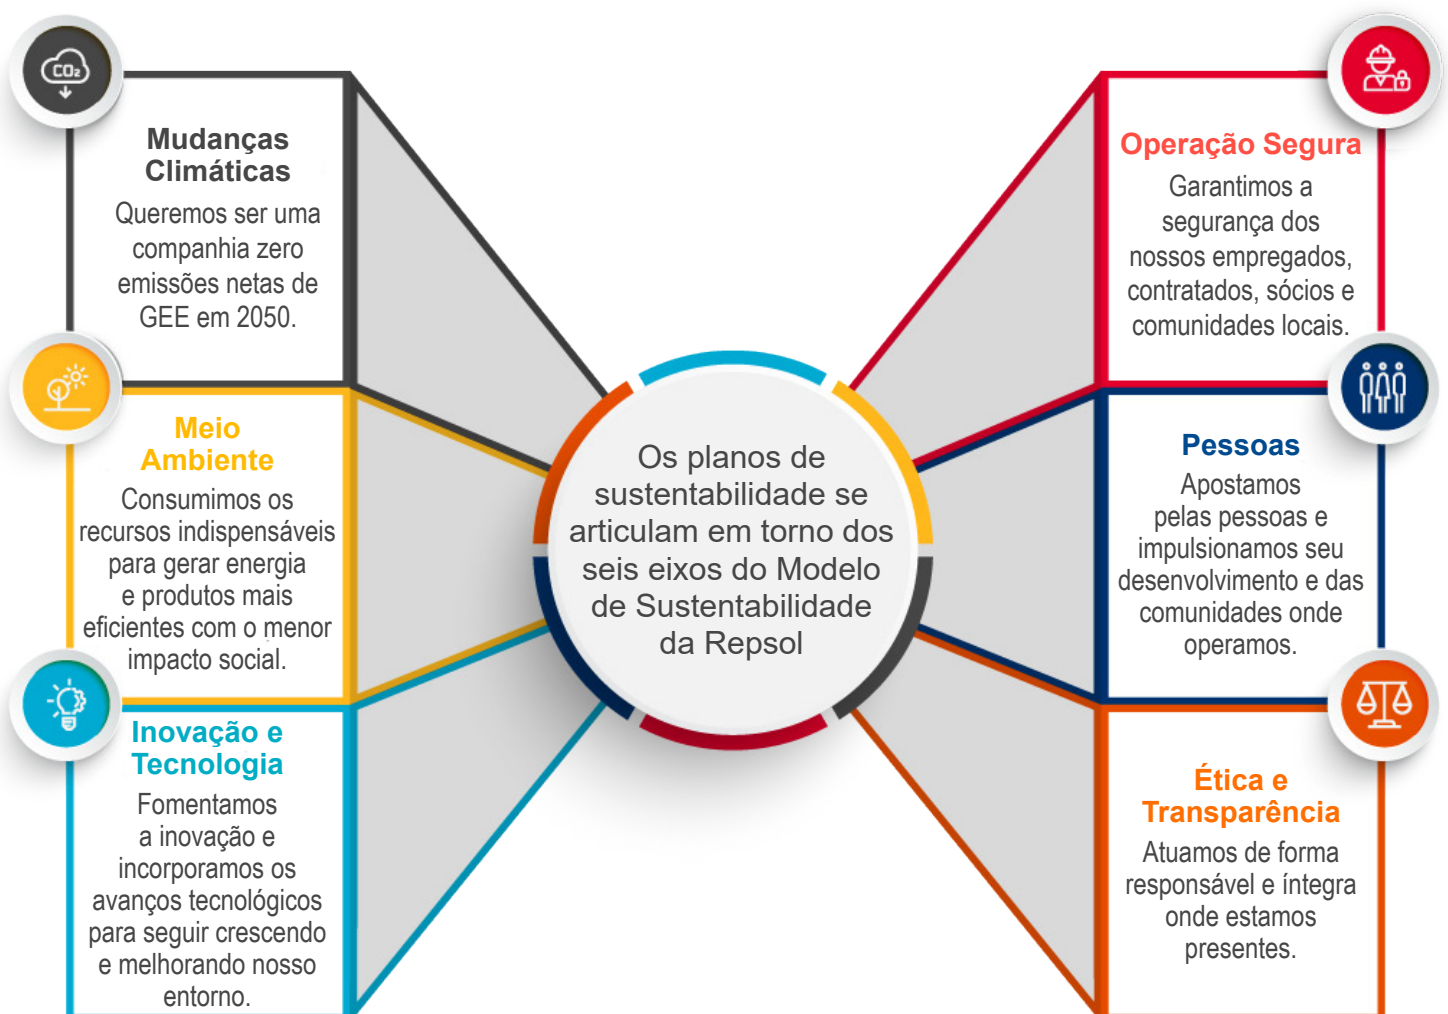 CO₂
Mudanças
Climáticas
Queremos ser uma
companhia zero
emissões netas de
GEE em 2050.
Meio
Ambiente
Consumimos os
recursos indispensáveis
para gerar energia
e produtos mais
eficientes com o menor
impacto social.
Inovação e
Tecnologia
Fomentamos
a inovação e
incorporamos os
avanços tecnológicos
para seguir crescendo
e melhorando nosso
entorno.
Os planos de
sustentabilidade se
articulam em torno dos
seis eixos do Modelo
de Sustentabilidade
da Repsol
Operação Segura
Garantimos a
segurança dos
nossos empregados,
contratados, sócios e
comunidades locais.
Pessoas
Apostamos
pelas pessoas e
impulsionamos seu
desenvolvimento e das
comunidades onde
operamos.
Ética e
Transparência
Atuamos de forma
responsável e íntegra
onde estamos
presentes.